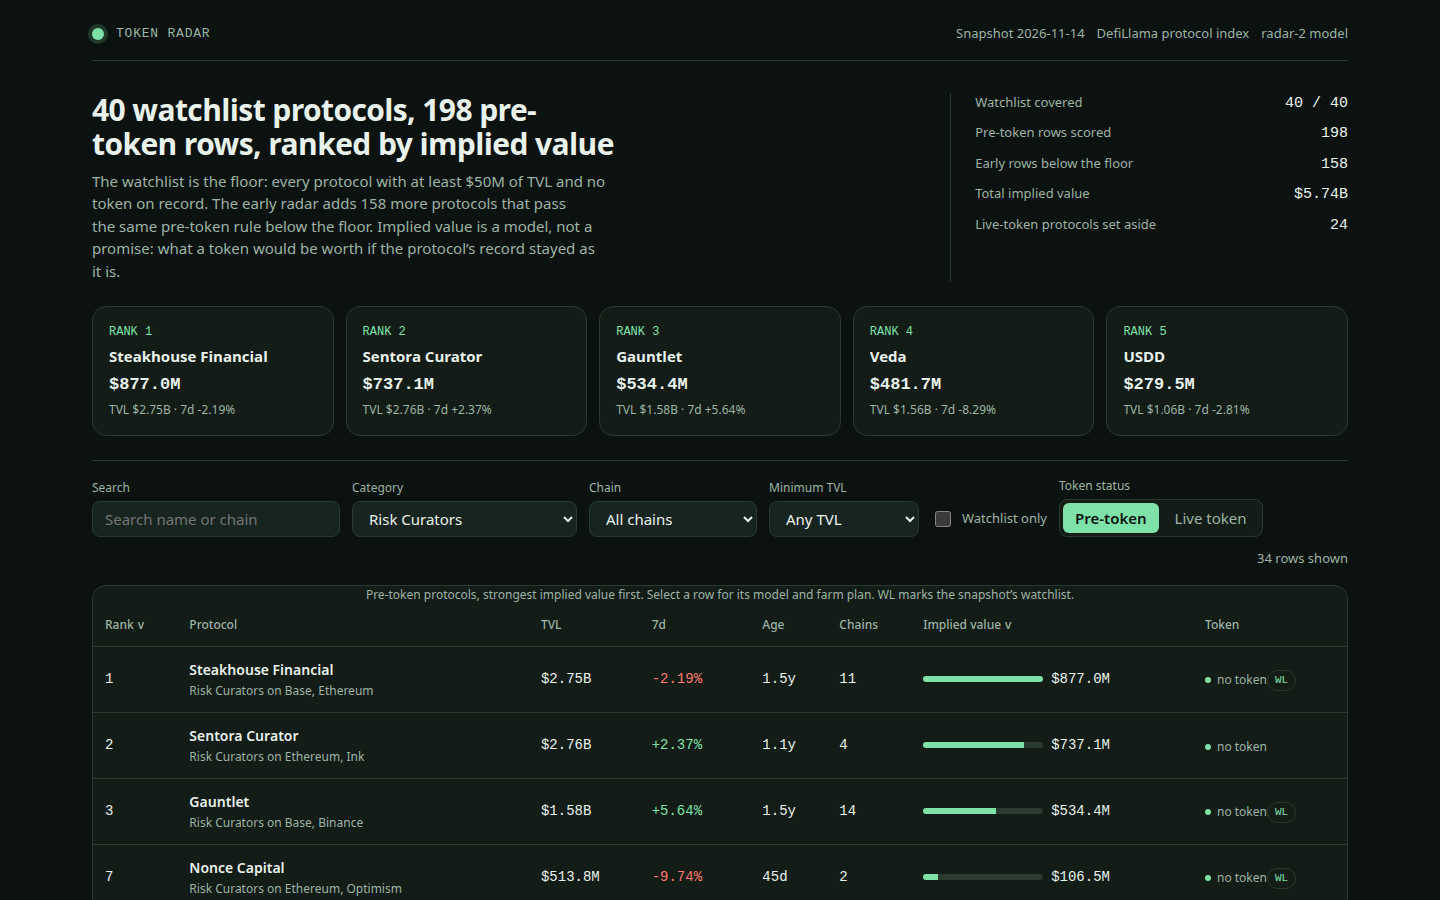 TOKEN RADAR
Snapshot 2026-11-14 DefiLlama protocol index radar-2 model
40 watchlist protocols, 198 pre-
token rows, ranked by implied value
The watchlist is the floor: every protocol with at least $50M of TVL and no
token on record. The early radar adds 158 more protocols that pass
the same pre-token rule below the floor. Implied value is a model, not a
promise: what a token would be worth if the protocol’s record stayed as
it is.
Watchlist covered 40 / 40
Pre-token rows scored 198
Early rows below the floor 158
Total implied value $5.74B
Live-token protocols set aside 24
RANK 1
Steakhouse Financial
$877.0M
TVL $2.75B · 7d -2.19%
RANK 2
Sentora Curator
$737.1M
TVL $2.76B · 7d +2.37%
RANK 3
Gauntlet
$534.4M
TVL $1.58B · 7d +5.64%
RANK 4
Veda
$481.7M
TVL $1.56B · 7d -8.29%
RANK 5
USDD
$279.5M
TVL $1.06B · 7d -2.81%
Search
Search name or chain
Category
Risk Curators
Chain
All chains
Minimum TVL
Any TVL
Watchlist only
Token status
Pre-token Live token
34 rows shown
Pre-token protocols, strongest implied value first. Select a row for its model and farm plan. WL marks the snapshot’s watchlist.
Rank v Protocol TVL 7d Age Chains Implied value v Token
1 Steakhouse Financial $2.75B -2.19% 1.5y 11 $877.0M no token WL
Risk Curators on Base, Ethereum
2 Sentora Curator $2.76B +2.37% 1.1y 4 $737.1M no token
Risk Curators on Ethereum, Ink
3 Gauntlet $1.58B +5.64% 1.5y 14 $534.4M no token WL
Risk Curators on Base, Binance
7 Nonce Capital $513.8M -9.74% 45d 2 $106.5M no token WL
Risk Curators on Ethereum, Optimism